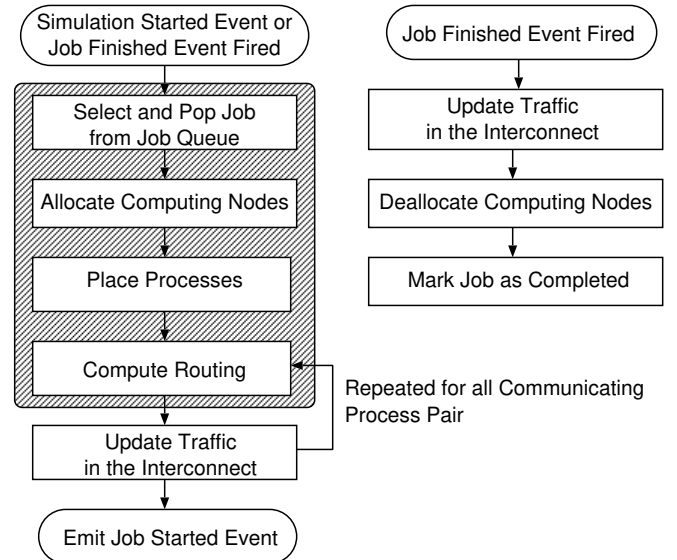 Simulation Started Event or
Job Finished Event Fired
Select and Pop Job
from Job Queue
Allocate Computing Nodes
Place Processes
Compute Routing
Repeated for all Communicating
Process Pair
Update Traffic
in the Interconnect
Emit Job Started Event
Job Finished Event Fired
Update Traffic
in the Interconnect
Deallocate Computing Nodes
Mark Job as Completed